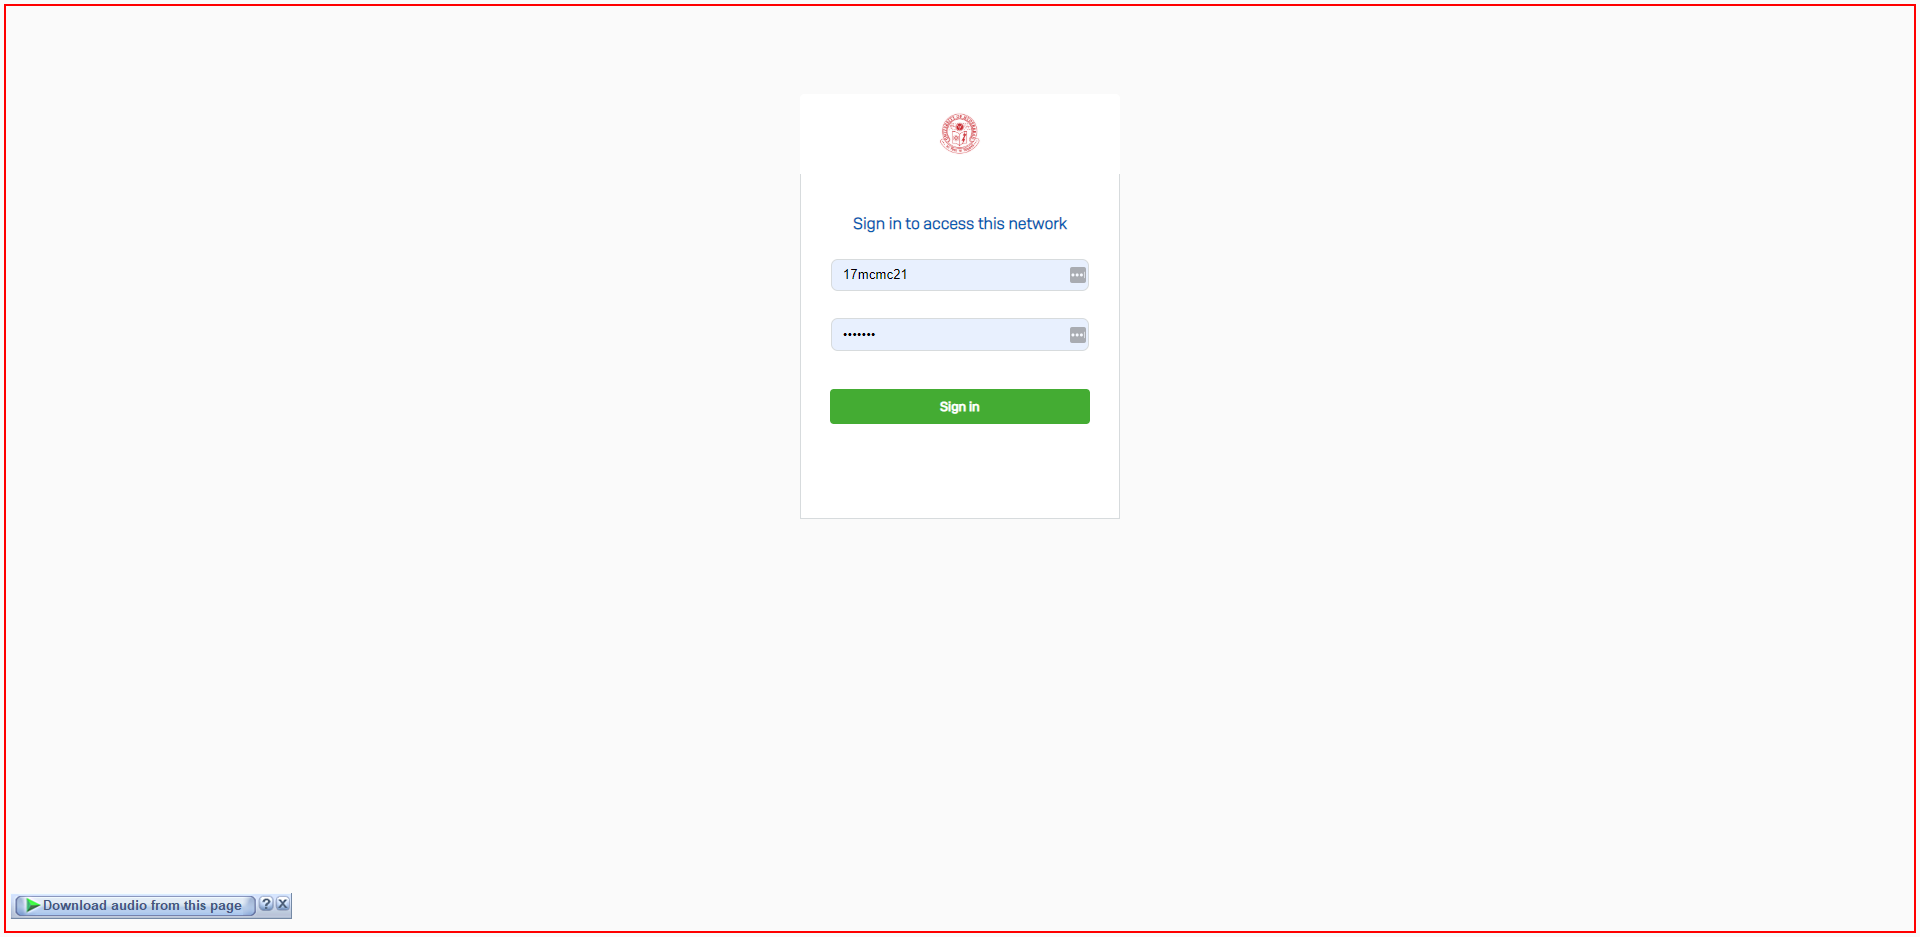 Sign in to access this network
17mcmc21
•••••••
Sign in
Download audio from this page ? X